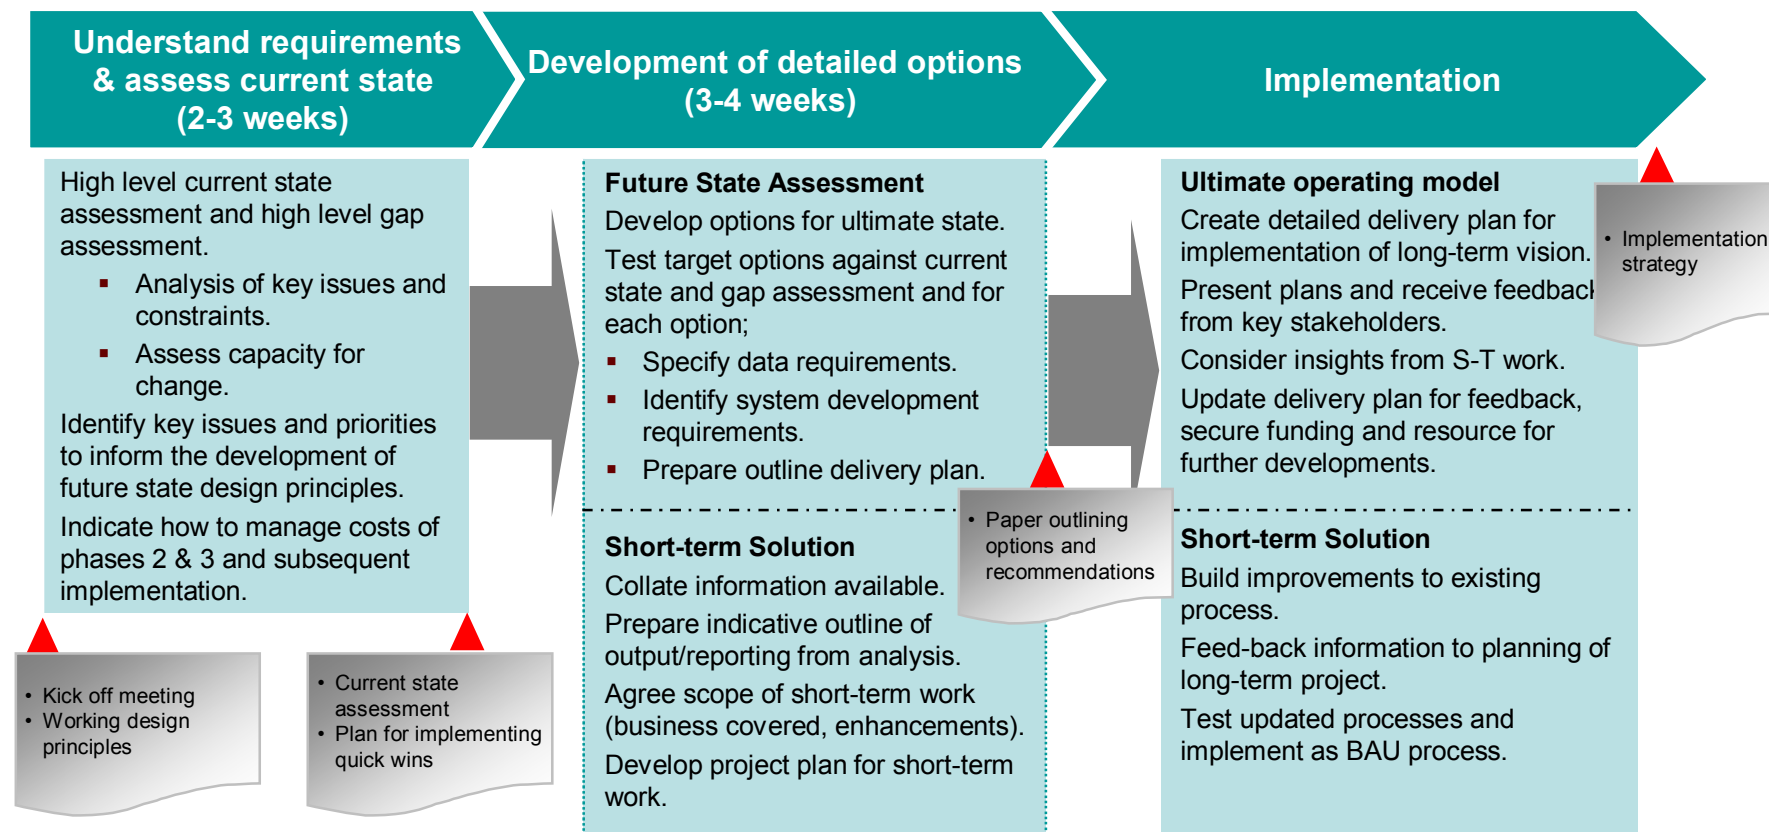 Understand requirements
& assess current state
(2-3 weeks)
Development of detailed options
(3-4 weeks)
Implementation
High level current state
assessment and high level gap
assessment.
▪ Analysis of key issues and
constraints.
▪ Assess capacity for
change.
Identify key issues and priorities
to inform the development of
future state design principles.
Indicate how to manage costs of
phases 2 & 3 and subsequent
implementation.
• Kick off meeting
• Working design
principles
• Current state
assessment
• Plan for implementing
quick wins
Future State Assessment
Develop options for ultimate state.
Test target options against current
state and gap assessment and for
each option;
▪ Specify data requirements.
▪ Identify system development
requirements.
▪ Prepare outline delivery plan.
Short-term Solution
Collate information available.
Prepare indicative outline of
output/reporting from analysis.
Agree scope of short-term work
(business covered, enhancements).
Develop project plan for short-term
work.
• Paper outlining
options and
recommendations
Ultimate operating model
Create detailed delivery plan for
implementation of long-term vision.
Present plans and receive feedback
from key stakeholders.
Consider insights from S-T work.
Update delivery plan for feedback,
secure funding and resource for
further developments.
Short-term Solution
Build improvements to existing
process.
Feed-back information to planning of
long-term project.
Test updated processes and
implement as BAU process.
• Implementation
strategy